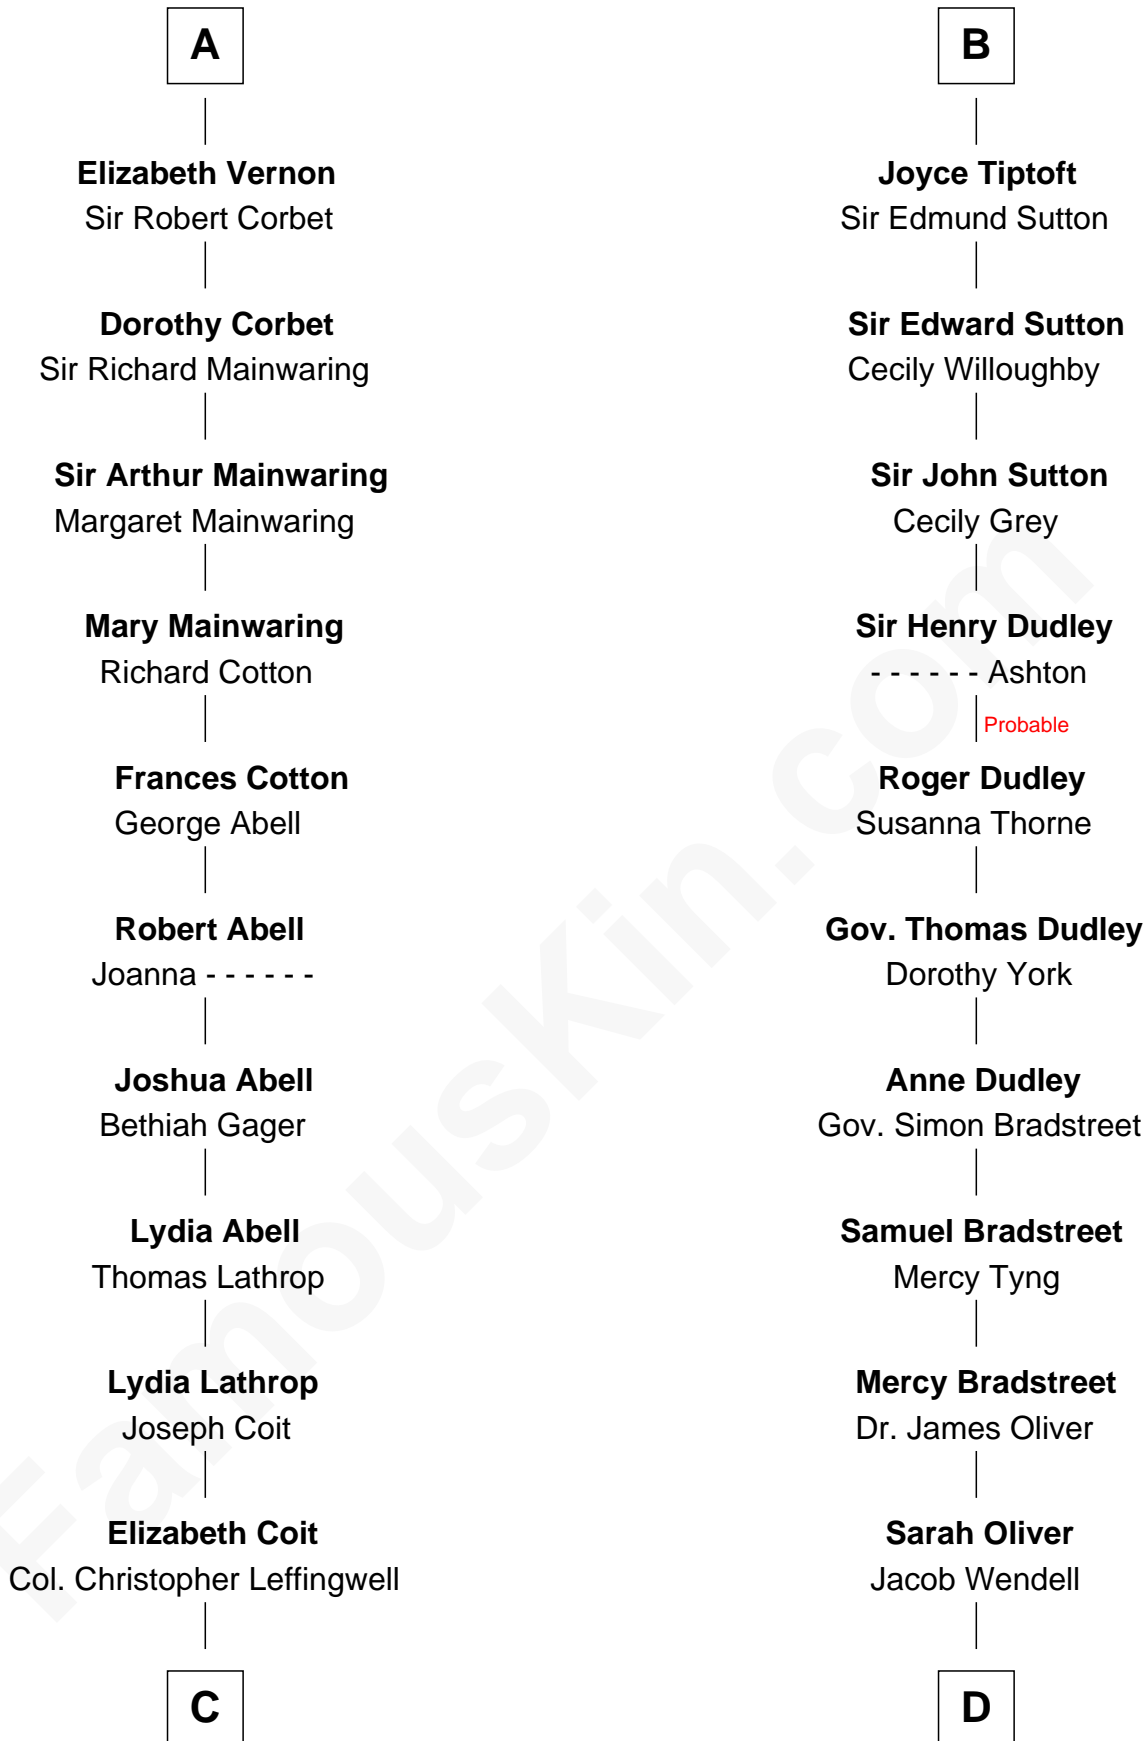 A
Elizabeth Vernon
Sir Robert Corbet
Dorothy Corbet
Sir Richard Mainwaring
Sir Arthur Mainwaring
Margaret Mainwaring
Mary Mainwaring
Richard Cotton
Frances Cotton
George Abell
Robert Abell
Joanna - - - - - -
Joshua Abell
Bethiah Gager
Lydia Abell
Thomas Lathrop
Lydia Lathrop
Joseph Coit
Elizabeth Coit
Col. Christopher Leffingwell
C
B
Joyce Tiptoft
Sir Edmund Sutton
Sir Edward Sutton
Cecily Willoughby
Sir John Sutton
Cecily Grey
Sir Henry Dudley
- - - - - - Ashton
Probable
Roger Dudley
Susanna Thorne
Gov. Thomas Dudley
Dorothy York
Anne Dudley
Gov. Simon Bradstreet
Samuel Bradstreet
Mercy Tyng
Mercy Bradstreet
Dr. James Oliver
Sarah Oliver
Jacob Wendell
D
FamousKin.com